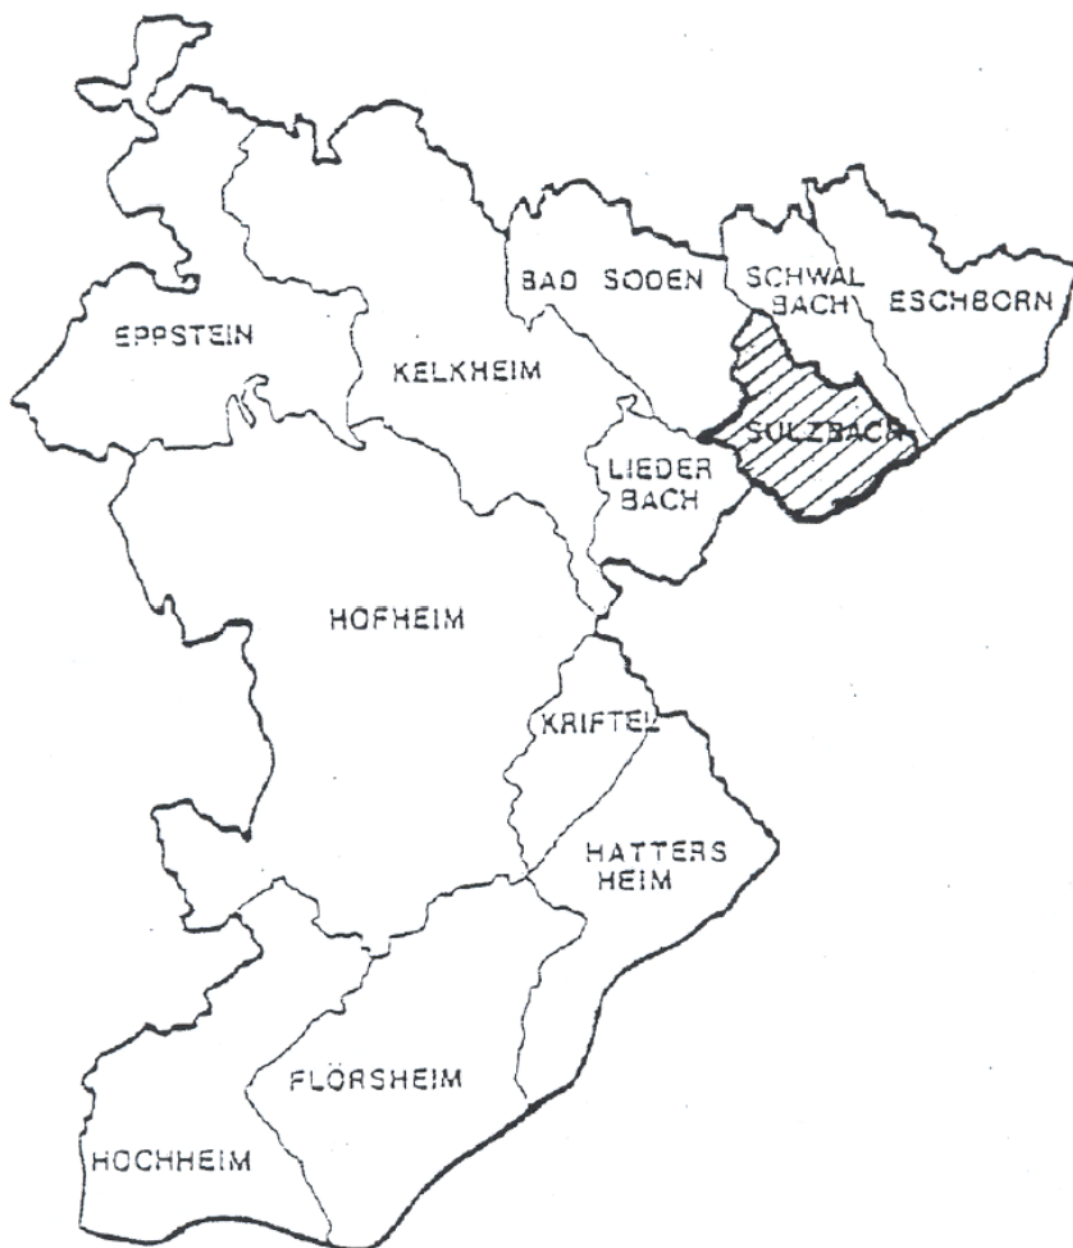 BAD SODEN
SCHWAL
BACH
ESCHBORN
EPPSTEIN
KELKHEIM
SULZBACH
LIEDER
BACH
HOFHEIM
KRIFTEL
HATTERS
HEIM
FLÖRSHEIM
HOCHHEIM